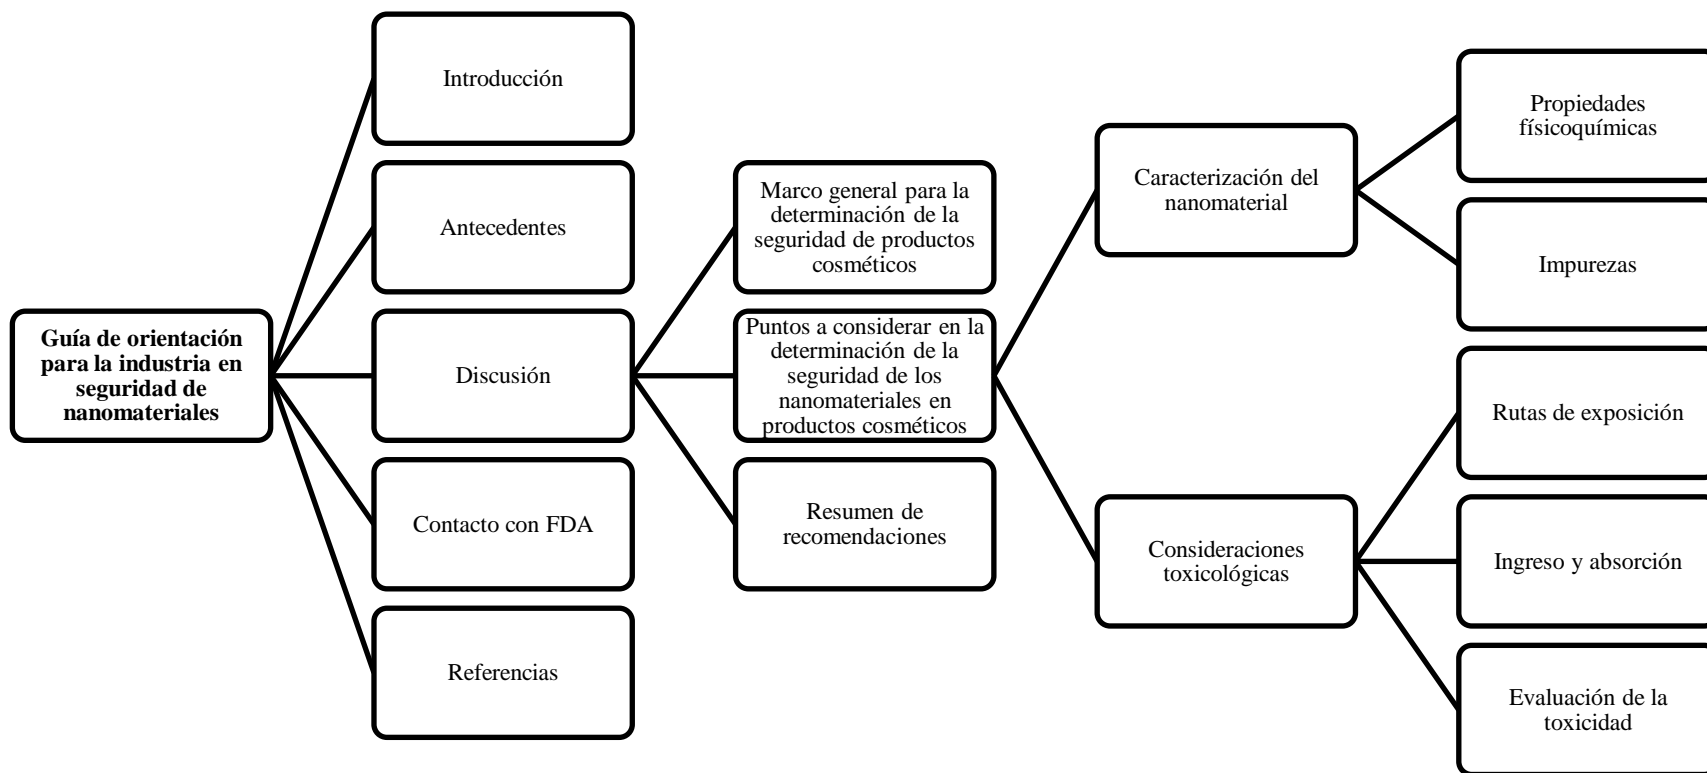 Guía de orientación
para la industria en
seguridad de
nanomateriales
Introducción
Antecedentes
Discusión
Contacto con FDA
Referencias
Marco general para la
determinación de la
seguridad de productos
cosméticos
Puntos a considerar en la
determinación de la
seguridad de los
nanomateriales en
productos cosméticos
Resumen de
recomendaciones
Caracterización del
nanomaterial
Consideraciones
toxicológicas
Propiedades
físicoquímicas
Impurezas
Rutas de exposición
Ingreso y absorción
Evaluación de la
toxicidad